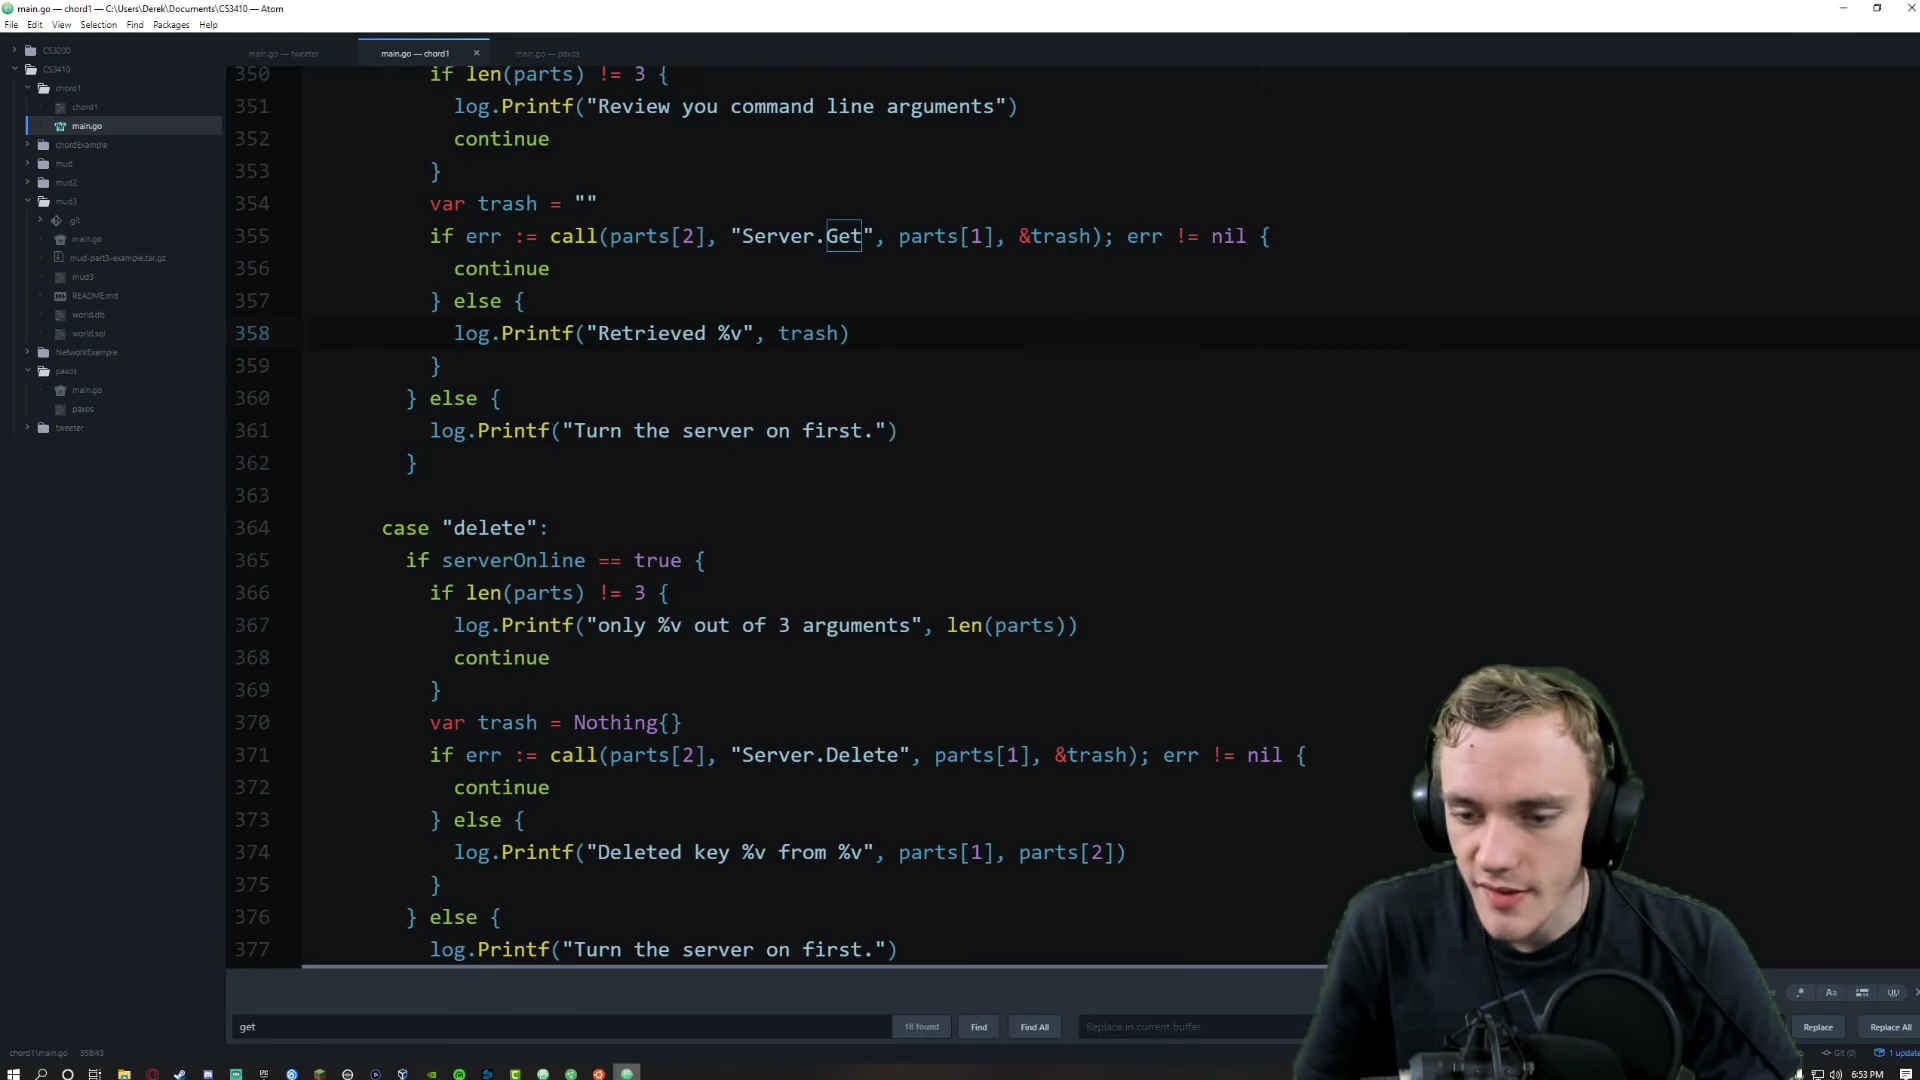 main.go — chord1 — C:\Users\Derek\Documents\CS3410 — Atom
File Edit View Selection Find Packages Help
CS3200
CS3410
chord1
chord1
main.go
chordExample
mud
mud2
mud3
.git
main.go
mud-part3-example.tar.gz
mud3
README.md
world.db
world.sql
NetworkExample
paxos
main.go
paxos
tweeter
main.go — tweeter
main.go — chord1
main.go — paxos
350 if len(parts) != 3 {
351 log.Printf("Review you command line arguments")
352 continue
353 }
354 var trash = ""
355 if err := call(parts[2], "Server.Get", parts[1], &trash); err != nil {
356 continue
357 } else {
358 log.Printf("Retrieved %v", trash)
359 }
360 } else {
361 log.Printf("Turn the server on first.")
362 }
363
364 case "delete":
365 if serverOnline == true {
366 if len(parts) != 3 {
367 log.Printf("only %v out of 3 arguments", len(parts))
368 continue
369 }
370 var trash = Nothing{}
371 if err := call(parts[2], "Server.Delete", parts[1], &trash); err != nil {
372 continue
373 } else {
374 log.Printf("Deleted key %v from %v", parts[1], parts[2])
375 }
376 } else {
377 log.Printf("Turn the server on first.")
.* Aa
get 18 found Find Find All Replace in current buffer Replace Replace All
chord1\main.go 358:43 Git (0) 1 update
6:53 PM